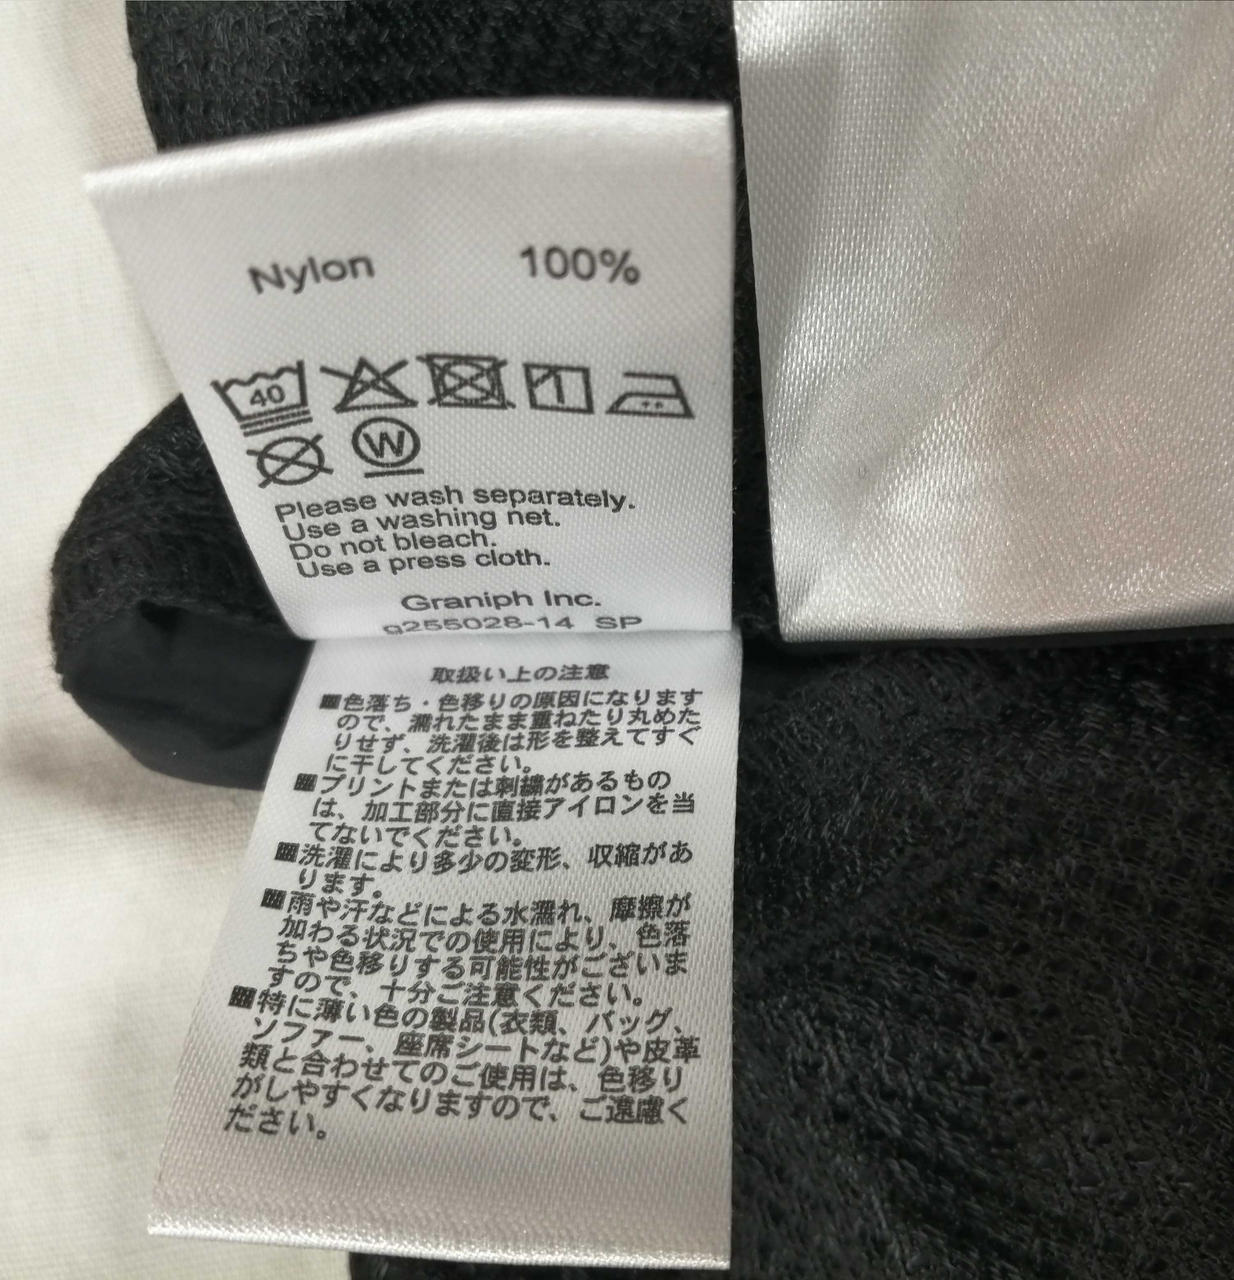 Nylon 100%
40
W
Please wash separately.
Use a washing net.
Do not bleach.
Use a press cloth.
Graniph Inc.
g255028-14 SP
取扱い上の注意
■色落ち・色移りの原因になります
ので、濡れたまま重ねたり丸めた
りせず、洗濯後は形を整えてすぐ
に干してください。
■プリントまたは刺繍があるもの
は、加工部分に直接アイロンを当
てないでください。
■洗濯により多少の変形、収縮があ
ります。
■雨や汗などによる水濡れ、摩擦が
加わる状況での使用により、色落
ちや色移りする可能性がございま
すので、十分ご注意ください。
■特に薄い色の製品(衣類、バッグ、
ソファー、座席シートなど)や皮革
類と合わせてのご使用は、色移り
がしやすくなりますので、ご遠慮く
ださい。